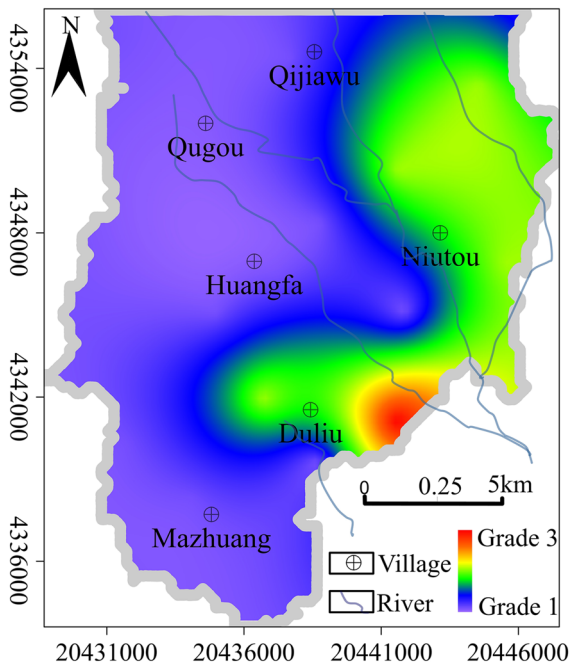 N
4354000
4348000
4342000
4336000
Qijiawu
Qugou
Niutou
Huangfa
Duliu
Mazhuang
0 0.25 5km
Village
River
Grade 3
Grade 1
20431000 20436000 20441000 20446000